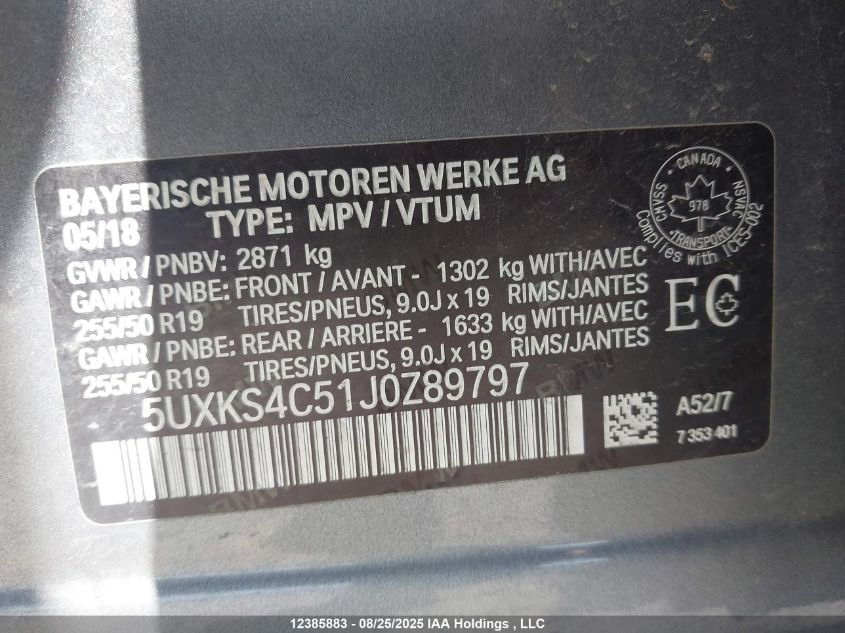 BAYERISCHE MOTOREN WERKE AG
05/18 TYPE: MPV / VTUM
GVWR / PNBV: 2871 kg
GAWR / PNBE: FRONT / AVANT - 1302 kg WITH/AVEC
255/50 R19 TIRES/PNEUS, 9.0J x 19 RIMS/JANTES
GAWR / PNBE: REAR / ARRIERE - 1633 kg WITH/AVEC
255/50 R19 TIRES/PNEUS, 9.0J x 19 RIMS/JANTES
5UXKS4C51J0Z89797
CANADA
CMVSS NSVAC
978
TRANSPORT
Complies with ICES-002
EC
A52/7
7 353 401
BMW
12385883 - 08/25/2025 IAA Holdings , LLC